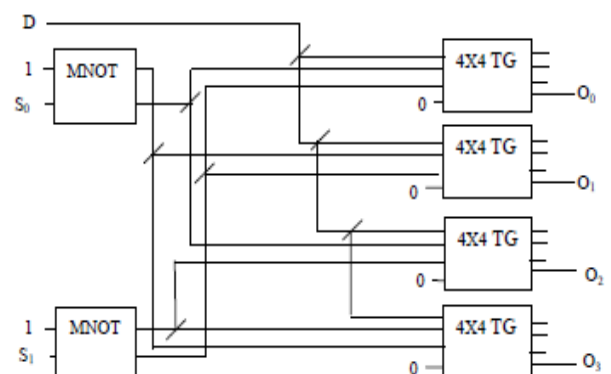 D
1 MNOT
S₀
4X4 TG
0 O₀
4X4 TG
0 O₁
4X4 TG
0 O₂
1 MNOT
S₁
4X4 TG
0 O₃